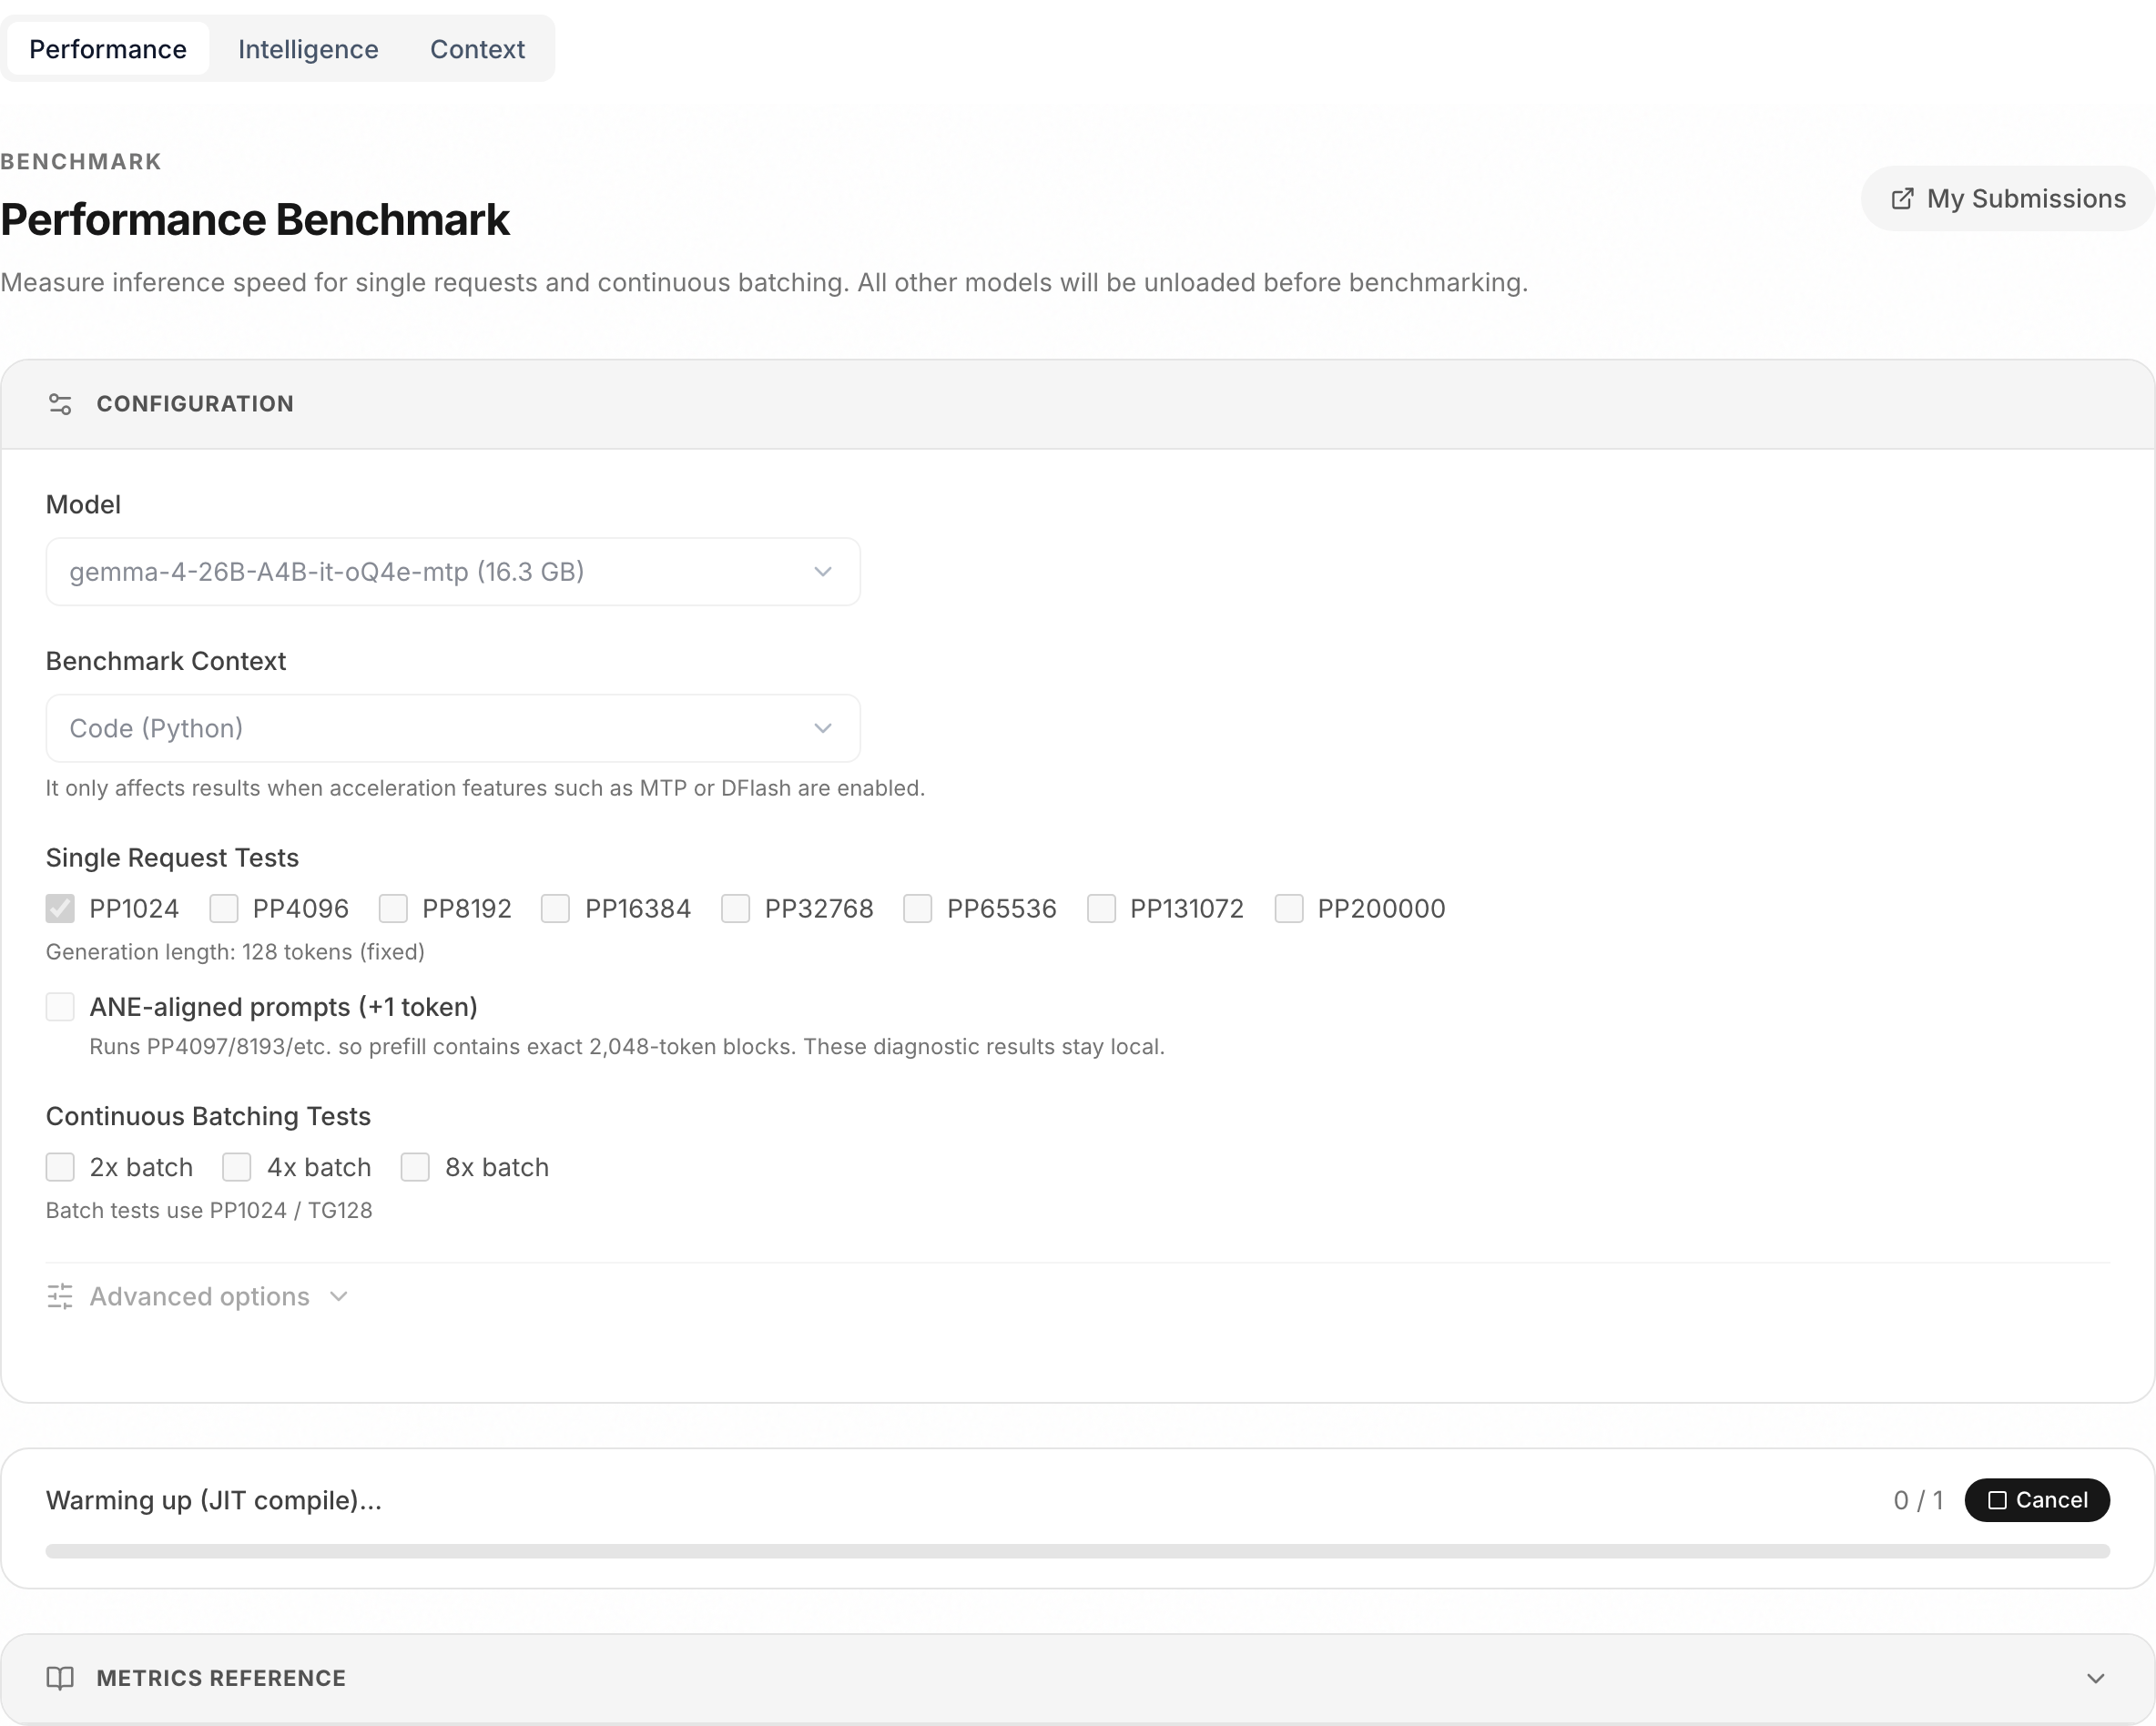 Performance Intelligence Context
BENCHMARK
Performance Benchmark
My Submissions
Measure inference speed for single requests and continuous batching. All other models will be unloaded before benchmarking.
CONFIGURATION
Model
gemma-4-26B-A4B-it-oQ4e-mtp (16.3 GB)
Benchmark Context
Code (Python)
It only affects results when acceleration features such as MTP or DFlash are enabled.
Single Request Tests
PP1024 PP4096 PP8192 PP16384 PP32768 PP65536 PP131072 PP200000
Generation length: 128 tokens (fixed)
ANE-aligned prompts (+1 token)
Runs PP4097/8193/etc. so prefill contains exact 2,048-token blocks. These diagnostic results stay local.
Continuous Batching Tests
2x batch 4x batch 8x batch
Batch tests use PP1024 / TG128
Advanced options
Warming up (JIT compile)... 0 / 1 Cancel
METRICS REFERENCE